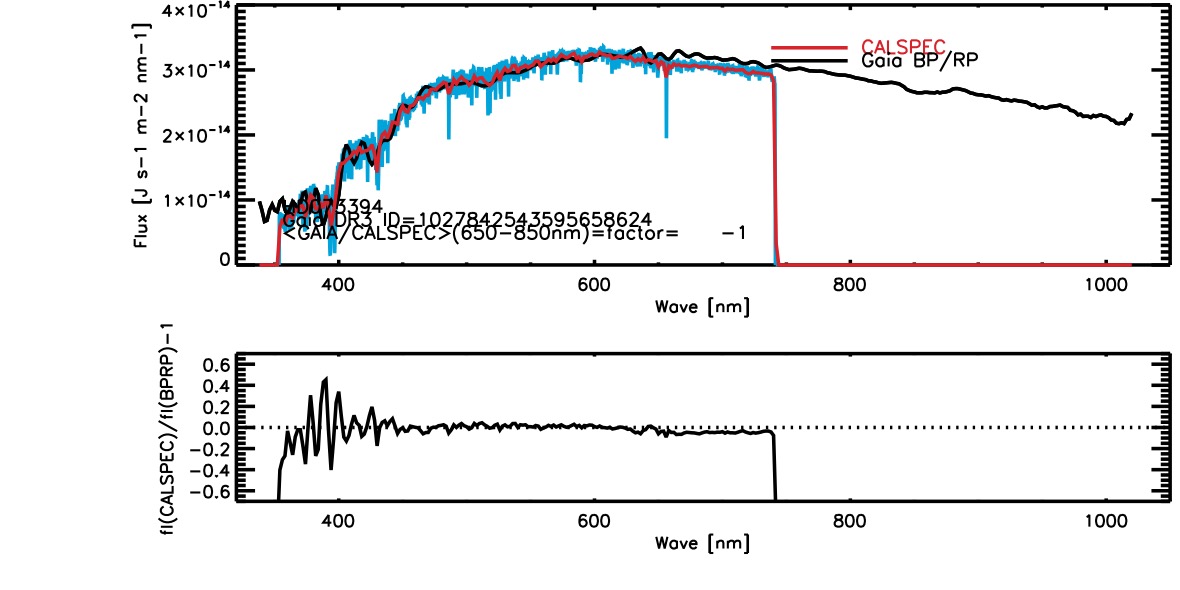 4×10-14
3×10-14
2×10-14
1×10-14
0
Flux [J s-1 m-2 nm-1]
CALSPEC
Gaia BP/RP
Gaia DR3 ID=1027842543595658624
<GAIA/CALSPEC>(650-850nm)=factor= -1
400 600 800 1000
Wave [nm]
fl(CALSPEC)/fl(BPRP)-1
0.6
0.4
0.2
0.0
-0.2
-0.4
-0.6
400 600 800 1000
Wave [nm]